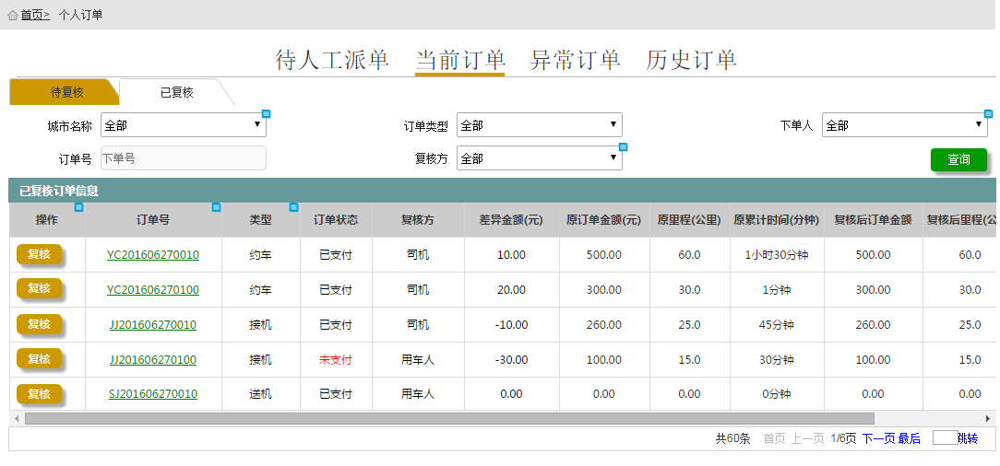 首页> 个人订单
待人工派单 当前订单 异常订单 历史订单
待复核 已复核
城市名称 全部 订单类型 全部 下单人 全部
订单号 下单号 复核方 全部 查询
已复核订单信息
操作 订单号 类型 订单状态 复核方 差异金额(元) 原订单金额(元) 原里程(公里) 原累计时间(分钟) 复核后订单金额 复核后里程(公
复核 YC201606270010 约车 已支付 司机 10.00 500.00 60.0 1小时30分钟 500.00 60.0
复核 YC201606270100 约车 已支付 司机 20.00 300.00 30.0 1分钟 300.00 30.0
复核 JJ201606270010 接机 已支付 司机 -10.00 260.00 25.0 45分钟 260.00 25.0
复核 JJ201606270100 接机 未支付 用车人 -30.00 100.00 15.0 30分钟 100.00 15.0
复核 SJ201606270010 送机 已支付 用车人 0.00 0.00 0.00 0分钟 0.00 0.00
共60条 首页 上一页 1/6页 下一页 最后 跳转